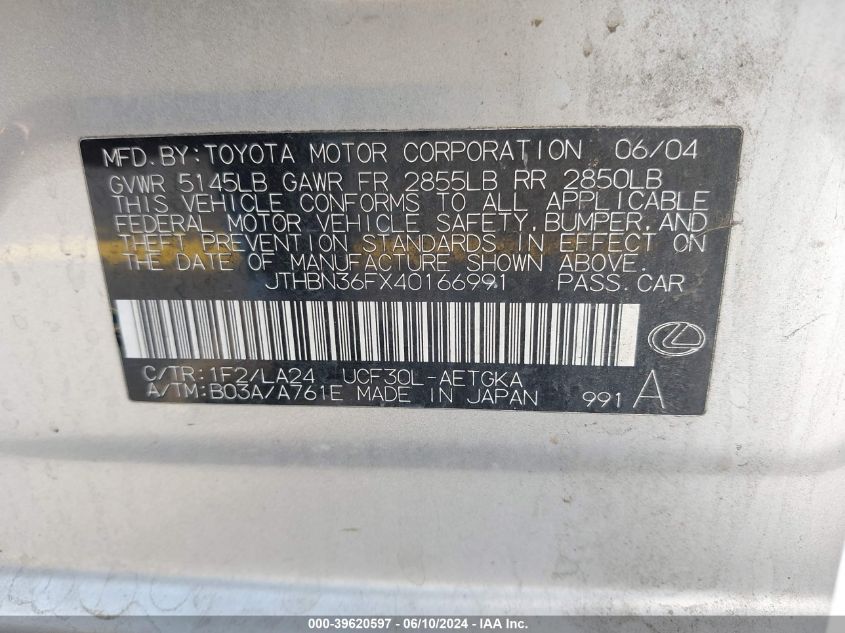 MFD. BY: TOYOTA MOTOR CORPORATION 06/04
GVWR 5145LB GAWR FR 2855LB RR 2850LB
THIS VEHICLE CONFORMS TO ALL APPLICABLE
FEDERAL MOTOR VEHICLE SAFETY, BUMPER, AND
THEFT PREVENTION STANDARDS IN EFFECT ON
THE DATE OF MANUFACTURE SHOWN ABOVE.
JTHBN36FX40166991 PASS. CAR
C/TR: 1F2/LA24 UCF30L-AETGKA
A/TM: B03A/A761E MADE IN JAPAN 991 A
000-39620597 - 06/10/2024 - IAA Inc.